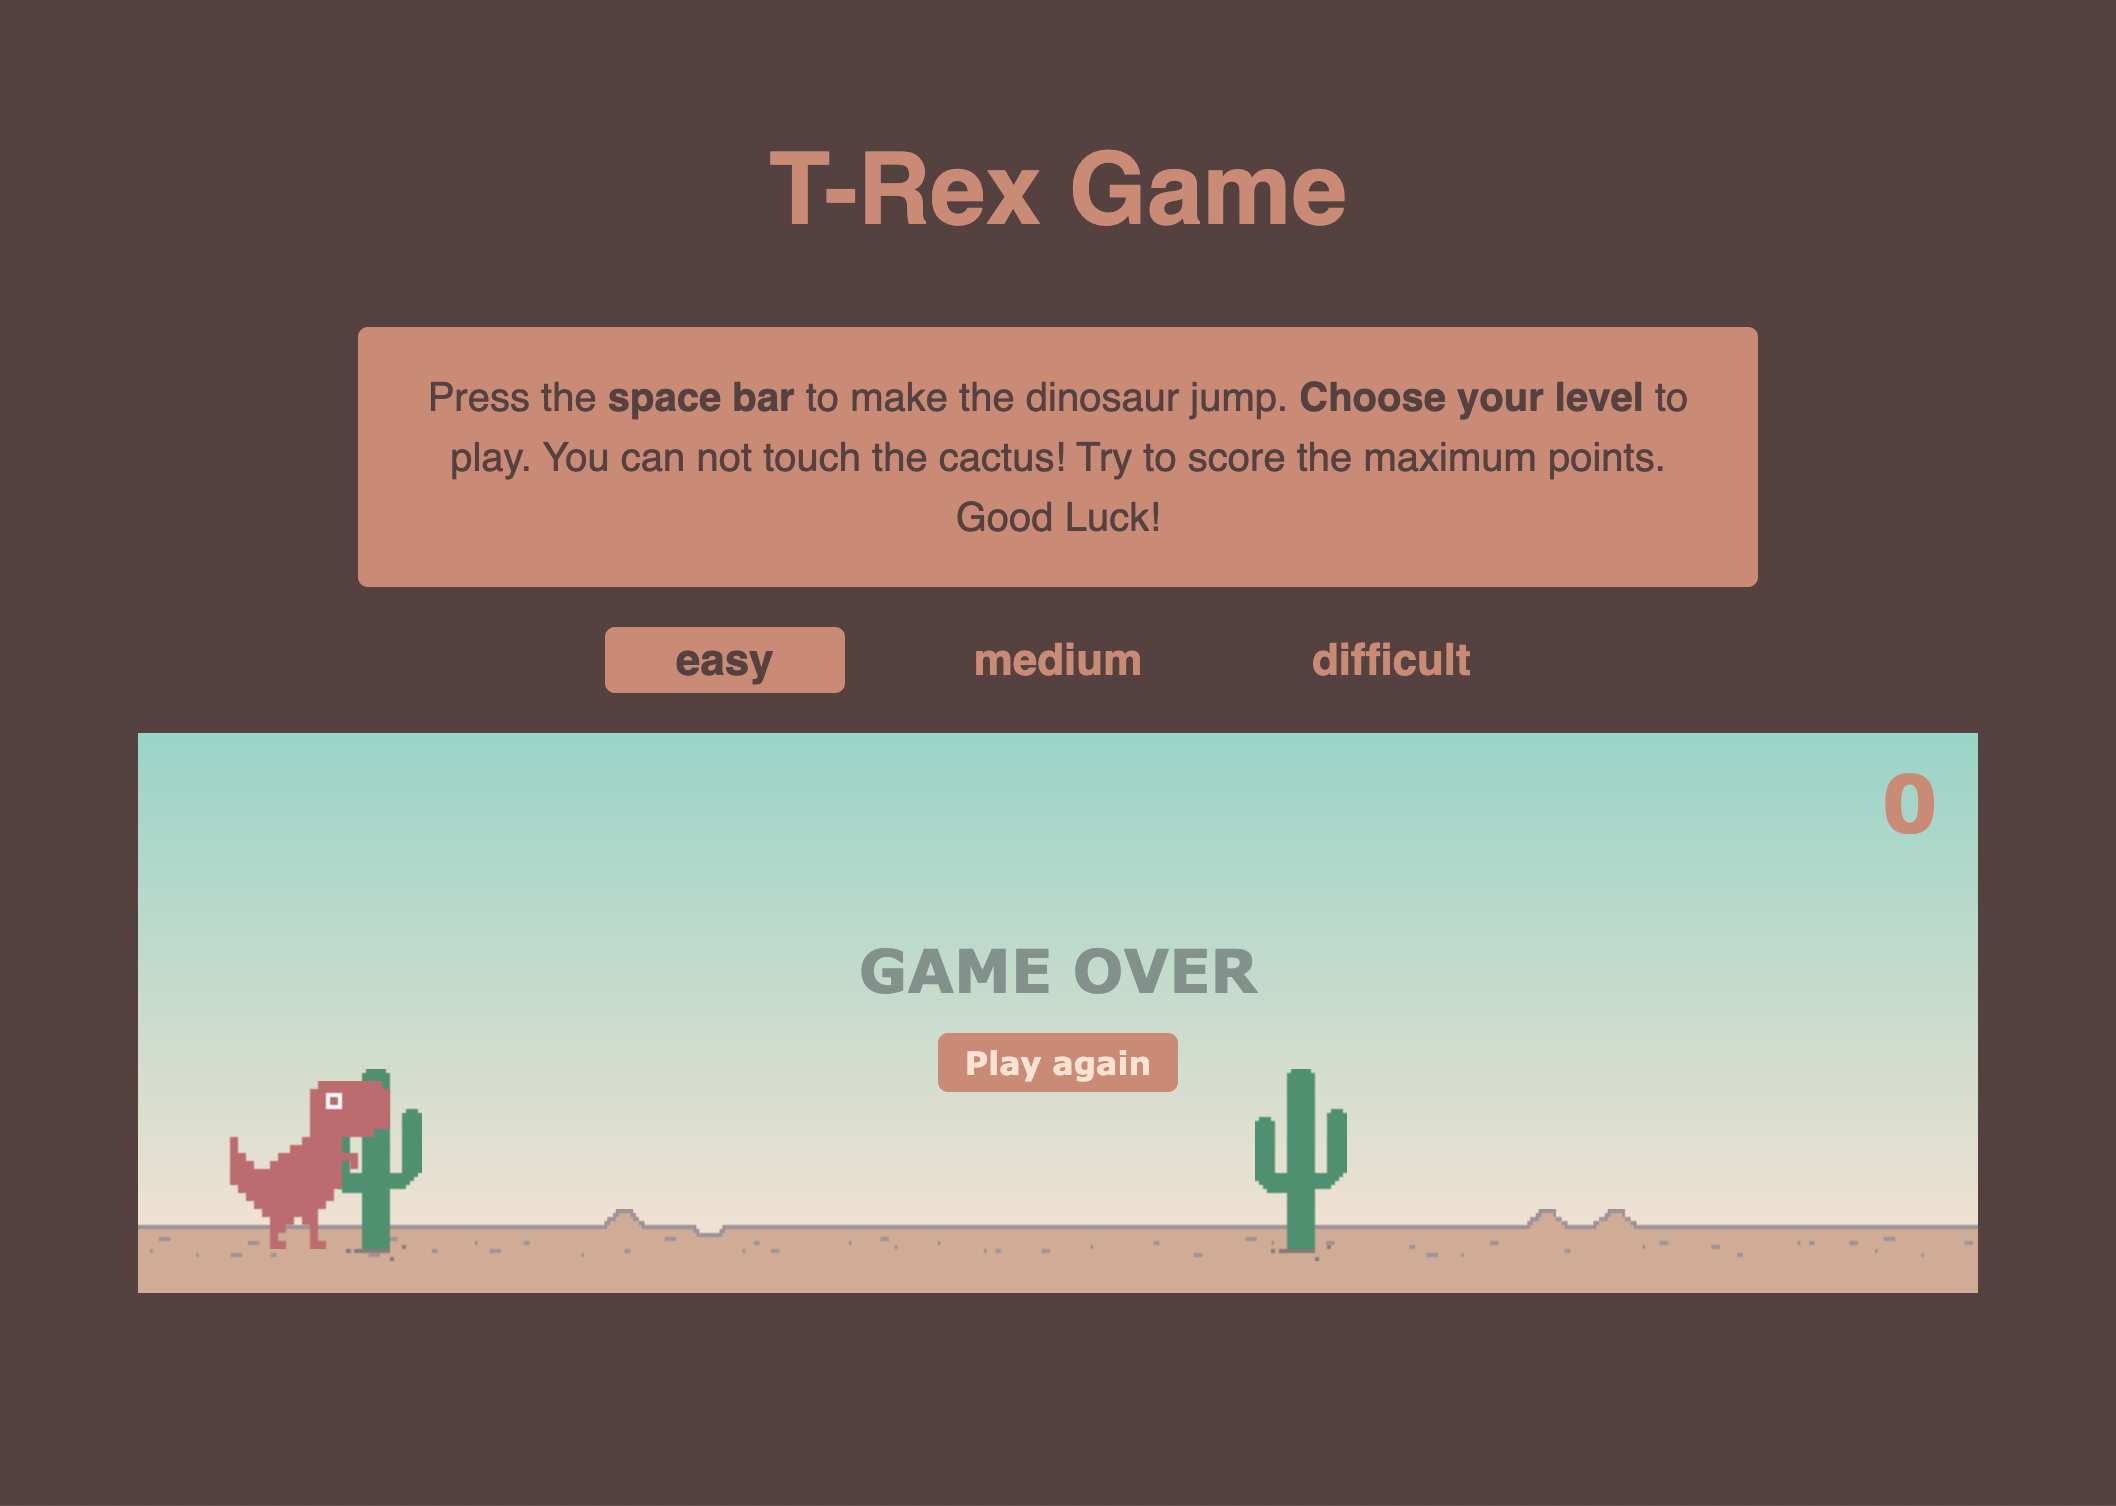 T-Rex Game
Press the space bar to make the dinosaur jump. Choose your level to
play. You can not touch the cactus! Try to score the maximum points.
Good Luck!
easy medium difficult
0
GAME OVER
Play again